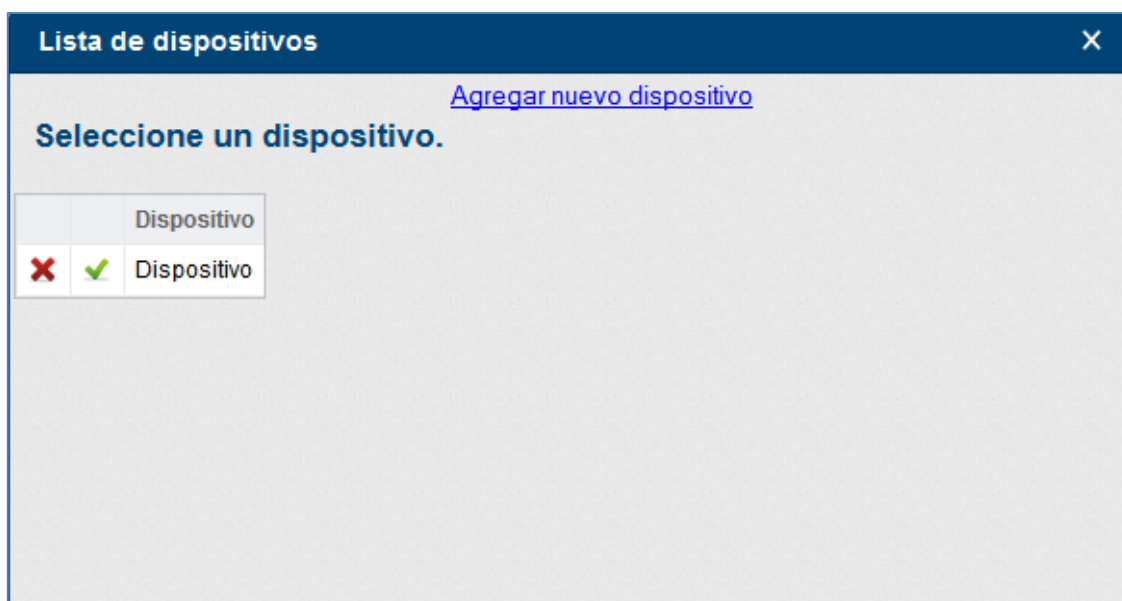 Lista de dispositivos
Agregar nuevo dispositivo
Seleccione un dispositivo.
Dispositivo
Dispositivo